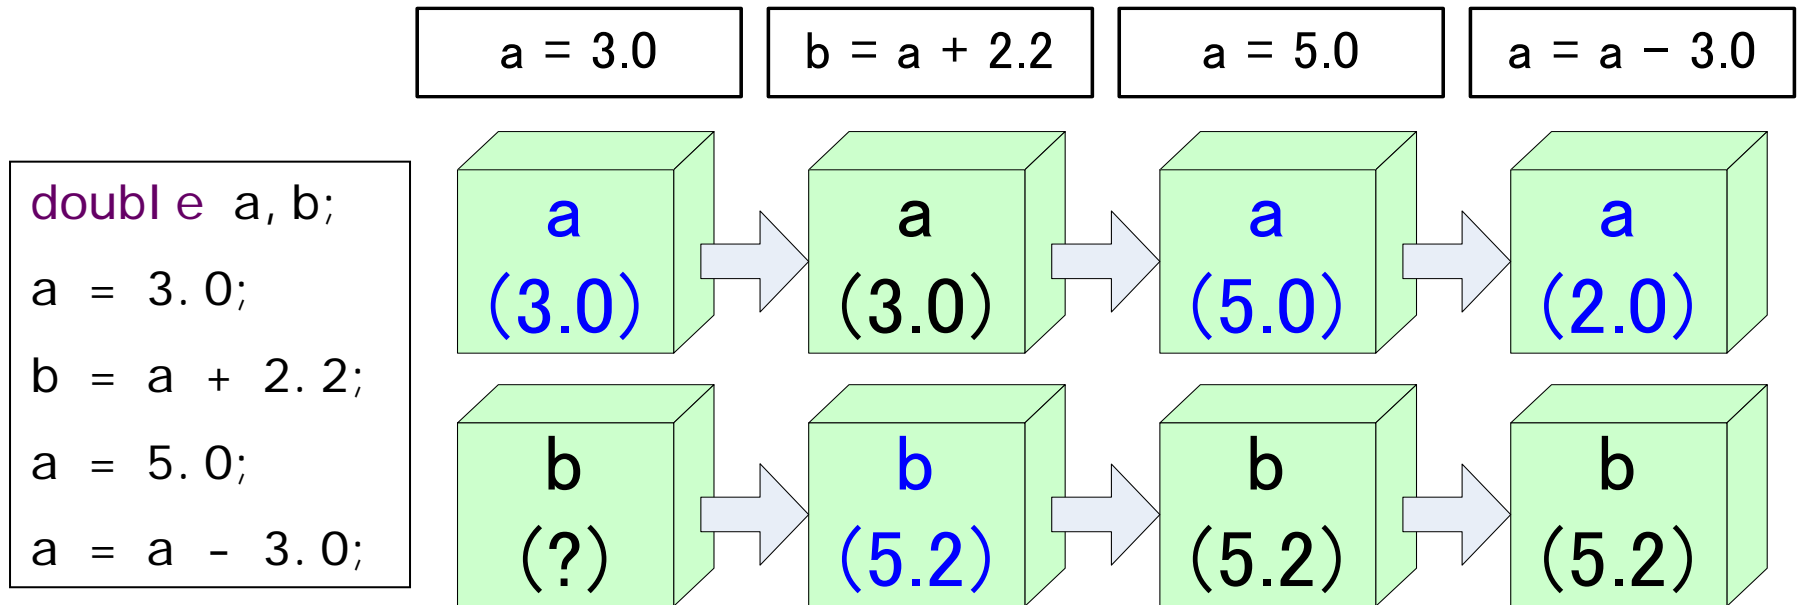 a = 3.0
b = a + 2.2
a = 5.0
a = a - 3.0
double a,b;
a = 3.0;
b = a + 2.2;
a = 5.0;
a = a - 3.0;
a
(3.0)
a
(3.0)
a
(5.0)
a
(2.0)
b
(?)
b
(5.2)
b
(5.2)
b
(5.2)